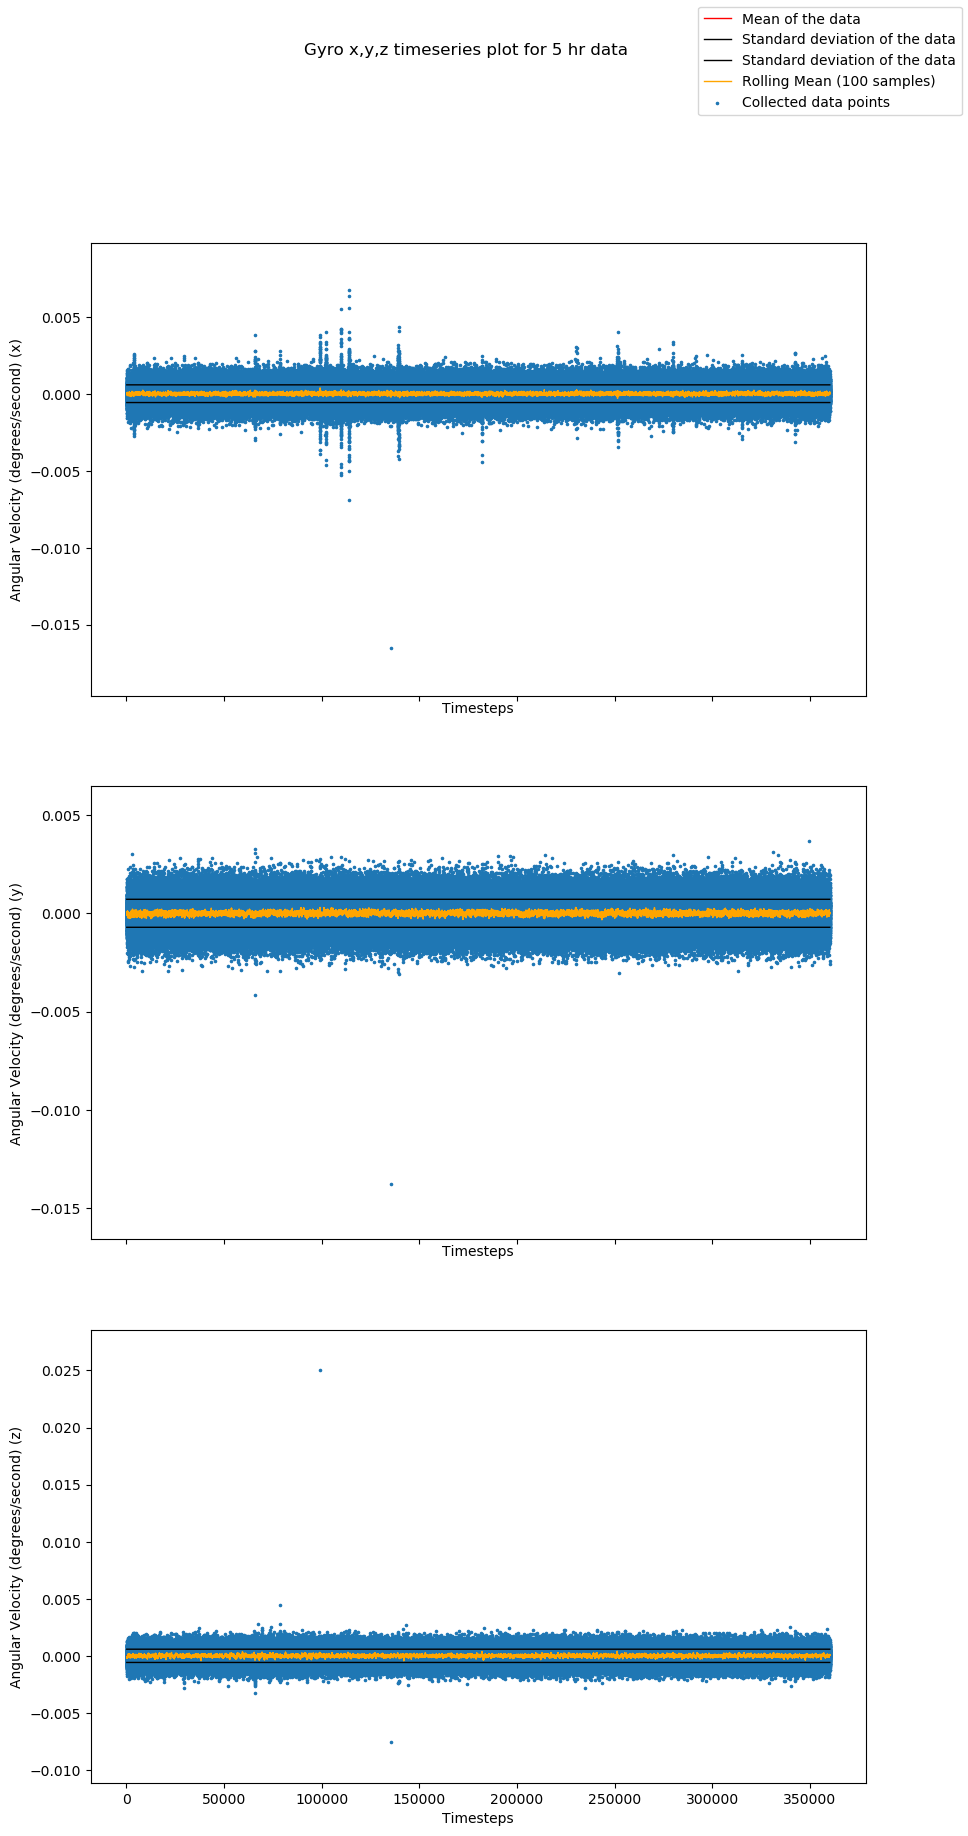 Mean of the data
Standard deviation of the data
Standard deviation of the data
Rolling Mean (100 samples)
Collected data points
Gyro x,y,z timeseries plot for 5 hr data
Angular Velocity (degrees/second) (x)
0.005
0.000
−0.005
−0.010
−0.015
Timesteps
Angular Velocity (degrees/second) (y)
0.005
0.000
−0.005
−0.010
−0.015
Timesteps
Angular Velocity (degrees/second) (z)
0.025
0.020
0.015
0.010
0.005
0.000
−0.005
−0.010
0 50000 100000 150000 200000 250000 300000 350000
Timesteps